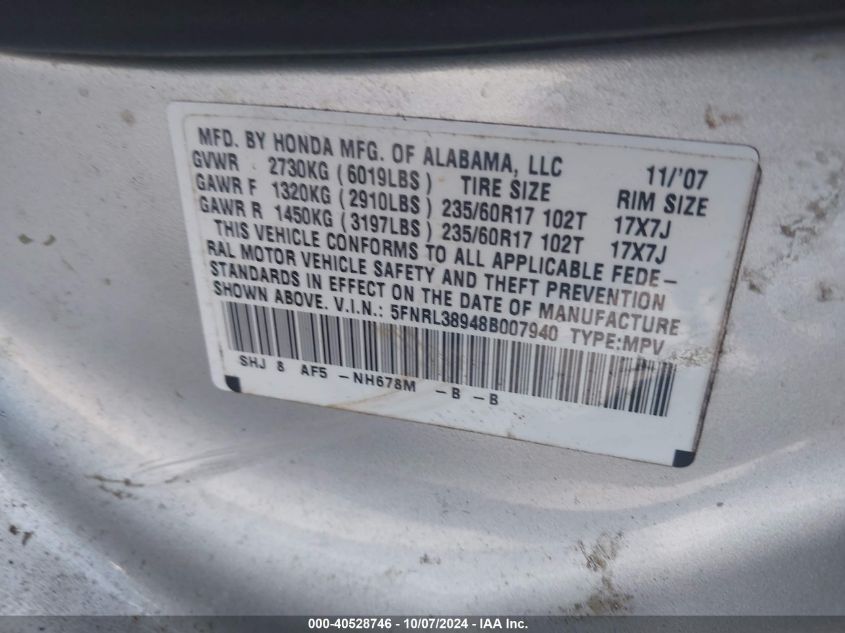 MFD. BY HONDA MFG. OF ALABAMA, LLC 11/'07
GVWR 2730KG (6019LBS) TIRE SIZE RIM SIZE
GAWR F 1320KG (2910LBS) 235/60R17 102T 17X7J
GAWR R 1450KG (3197LBS) 235/60R17 102T 17X7J
THIS VEHICLE CONFORMS TO ALL APPLICABLE FEDE-
RAL MOTOR VEHICLE SAFETY AND THEFT PREVENTION
STANDARDS IN EFFECT ON THE DATE OF MANUFACTURE
SHOWN ABOVE. V.I.N.: 5FNRL38948B007940 TYPE:MPV
SHJ 8 AF5 -NH678M -B -B
000-40528746 - 10/07/2024 - IAA Inc.